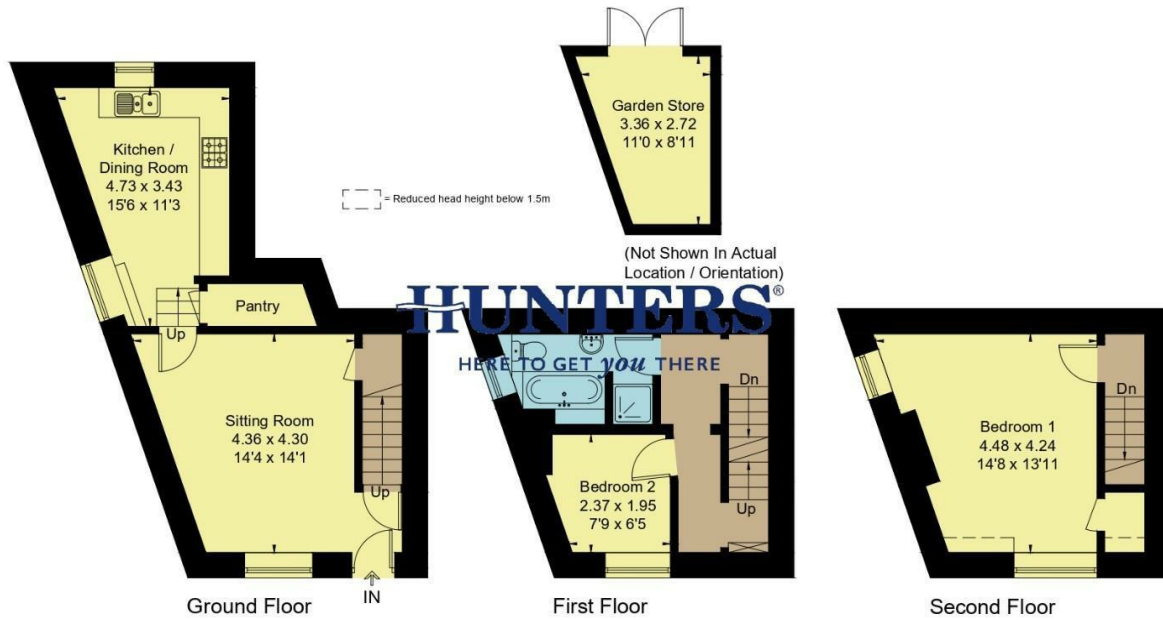 Garden Store
3.36 x 2.72
11'0 x 8'11
Kitchen /
Dining Room
4.73 x 3.43
15'6 x 11'3
= Reduced head height below 1.5m
(Not Shown In Actual
Location / Orientation)
Pantry
Up
HUNTERS®
HERE TO GET you THERE
Sitting Room
4.36 x 4.30
14'4 x 14'1
Up
IN
Ground Floor
Dn
Bedroom 2
2.37 x 1.95
7'9 x 6'5
Up
First Floor
Dn
Bedroom 1
4.48 x 4.24
14'8 x 13'11
Second Floor